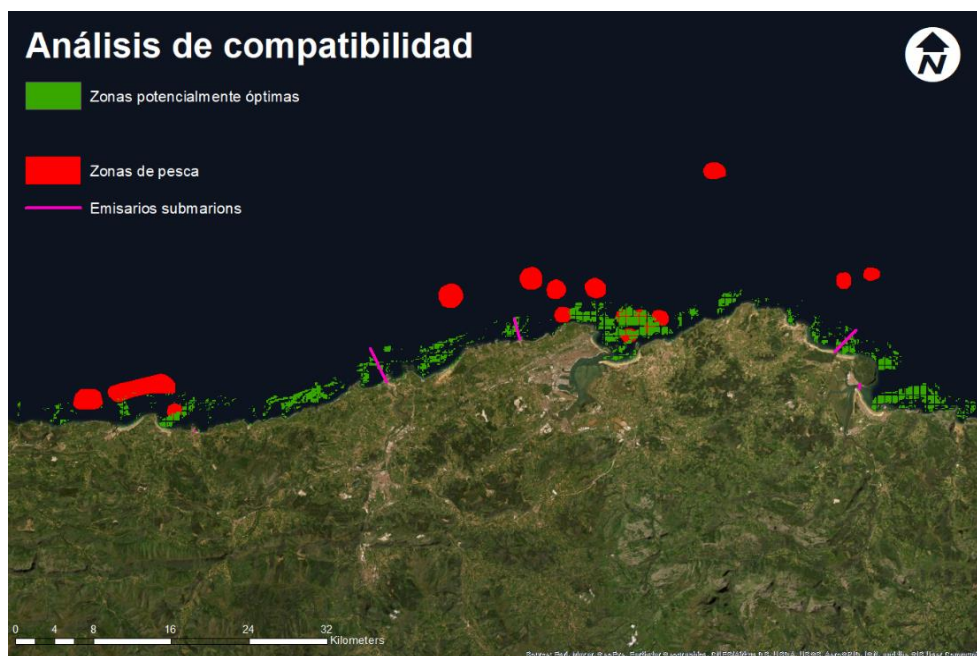 Análisis de compatibilidad
N
Zonas potencialmente óptimas
Zonas de pesca
Emisarios submarions
0 4 8 16 24 32
Kilometers